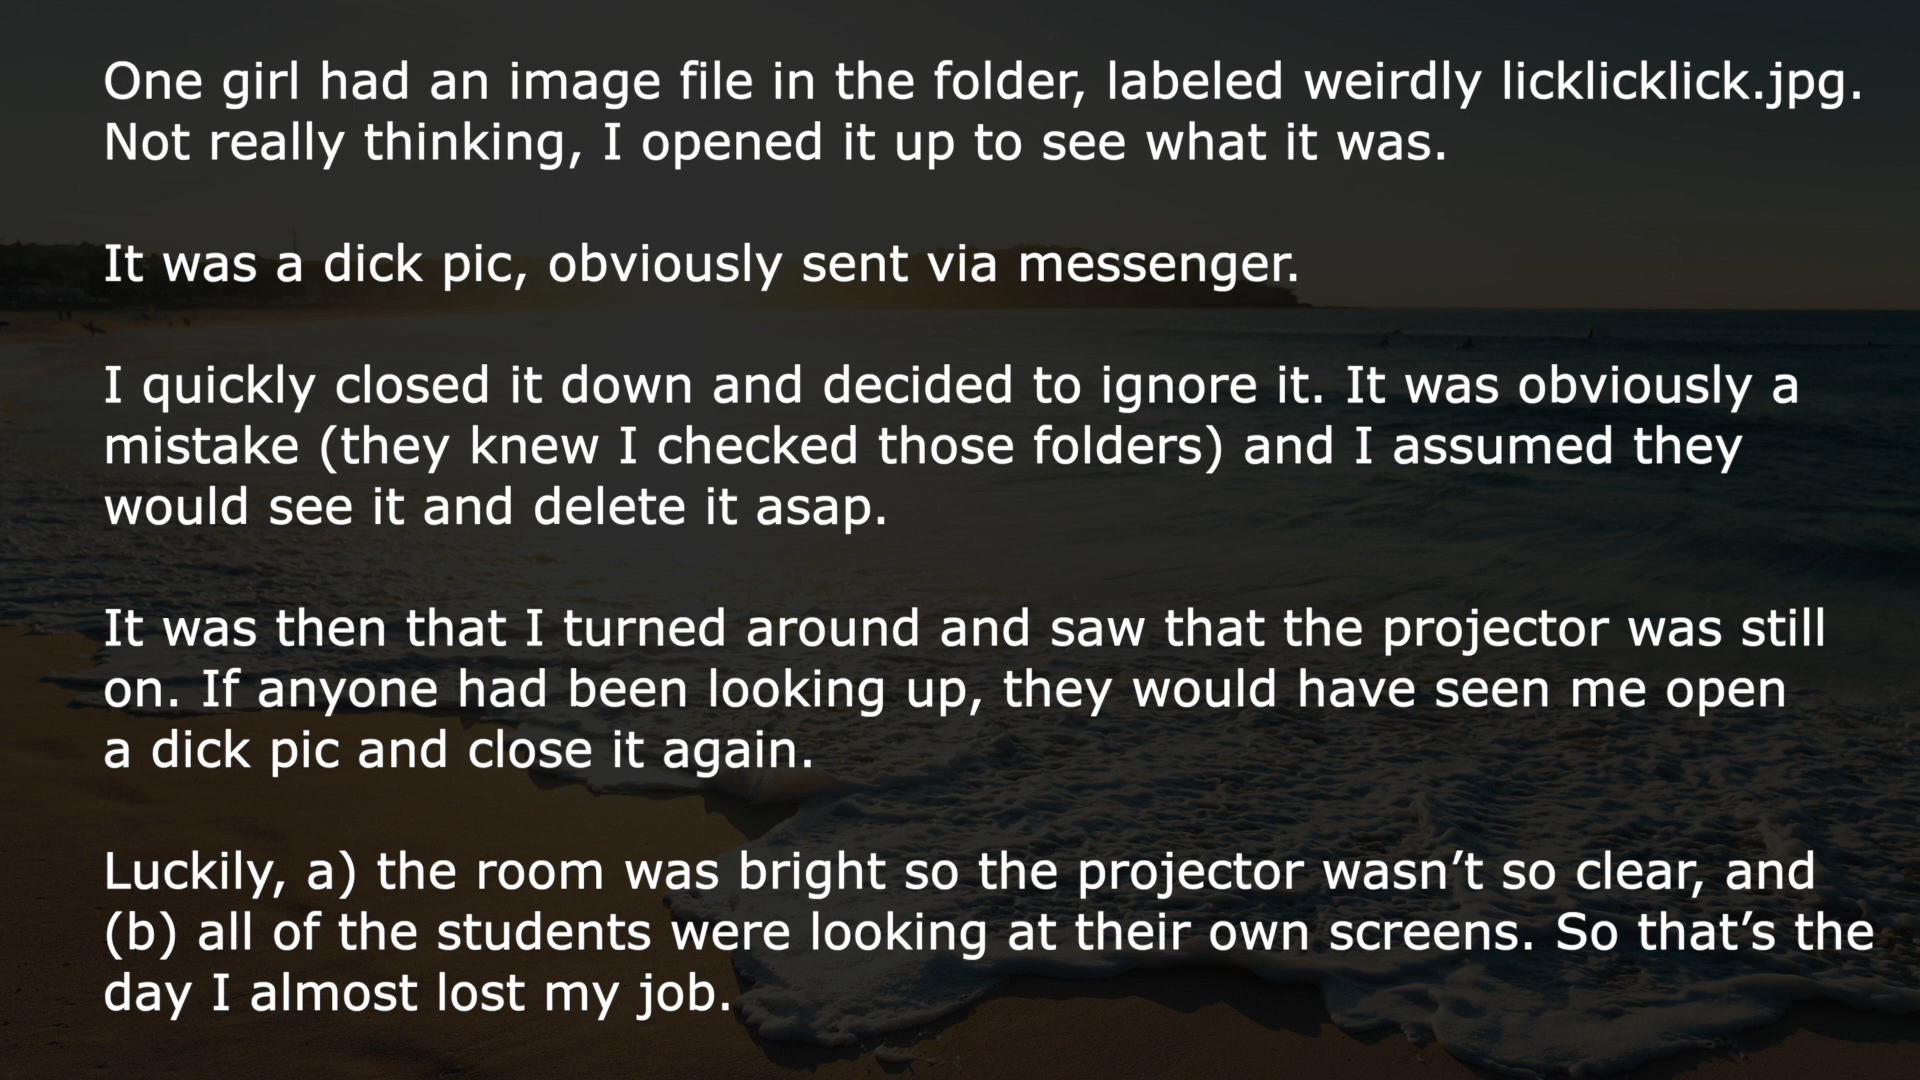 One girl had an image file in the folder, labeled weirdly licklicklick.jpg.
Not really thinking, I opened it up to see what it was.
It was a dick pic, obviously sent via messenger.
I quickly closed it down and decided to ignore it. It was obviously a
mistake (they knew I checked those folders) and I assumed they
would see it and delete it asap.
It was then that I turned around and saw that the projector was still
on. If anyone had been looking up, they would have seen me open
a dick pic and close it again.
Luckily, a) the room was bright so the projector wasn’t so clear, and
(b) all of the students were looking at their own screens. So that’s the
day I almost lost my job.